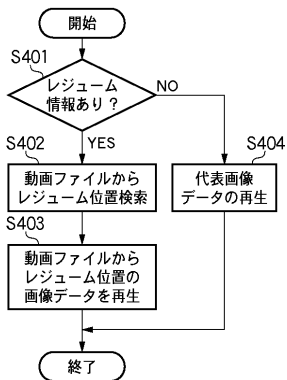 開始
S401
レジューム
情報あり?
NO
YES
S402
動画ファイルから
レジューム位置検索
S404
代表画像
データの再生
S403
動画ファイルから
レジューム位置の
画像データを再生
終了